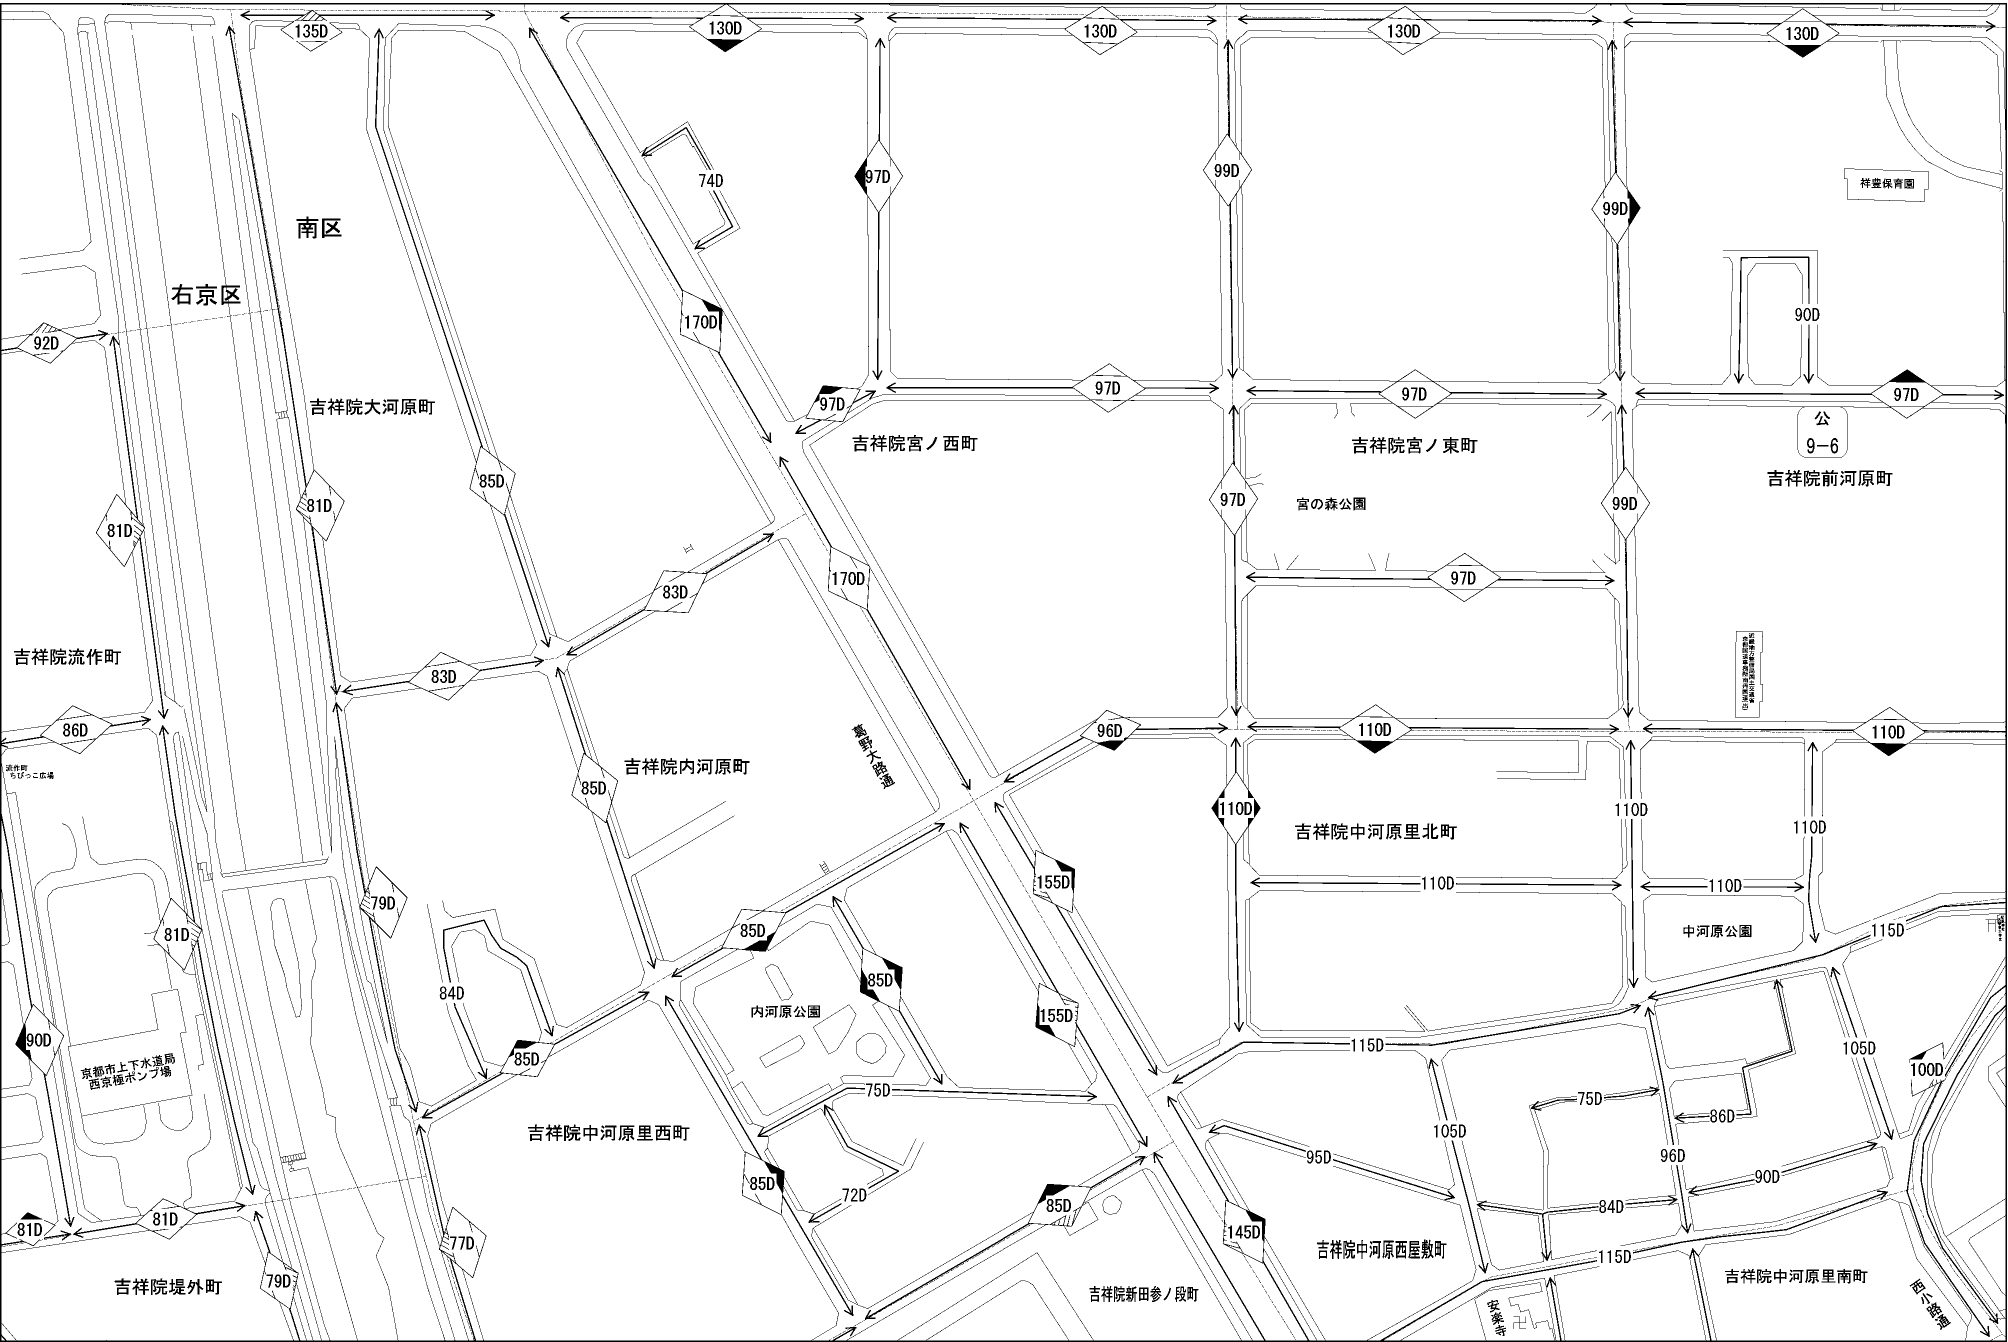 135D
130D
130D
130D
130D
74D
97D
99D
99D
祥豊保育園
南区
右京区
90D
170D
92D
97D
97D
97D
97D
吉祥院大河原町
公
9-6
吉祥院宮ノ西町
吉祥院宮ノ東町
吉祥院前河原町
85D
81D
97D
宮の森公園
99D
81D
170D
97D
83D
吉祥院流作町
83D
86D
96D
110D
110D
葛野大路通
流作町
ちびっこ広場
吉祥院内河原町
85D
110D
110D
110D
吉祥院中河原里北町
155D
110D
110D
79D
81D
85D
115D
中河原公園
84D
85D
内河原公園
155D
90D
115D
105D
85D
京都市上下水道局
西京極ポンプ場
100D
75D
75D
86D
吉祥院中河原里西町
105D
95D
96D
90D
85D
72D
85D
84D
81D
81D
77D
145D
吉祥院中河原西屋敷町
115D
79D
吉祥院堤外町
吉祥院新田参ノ段町
吉祥院中河原里南町
安楽寺
西小路通